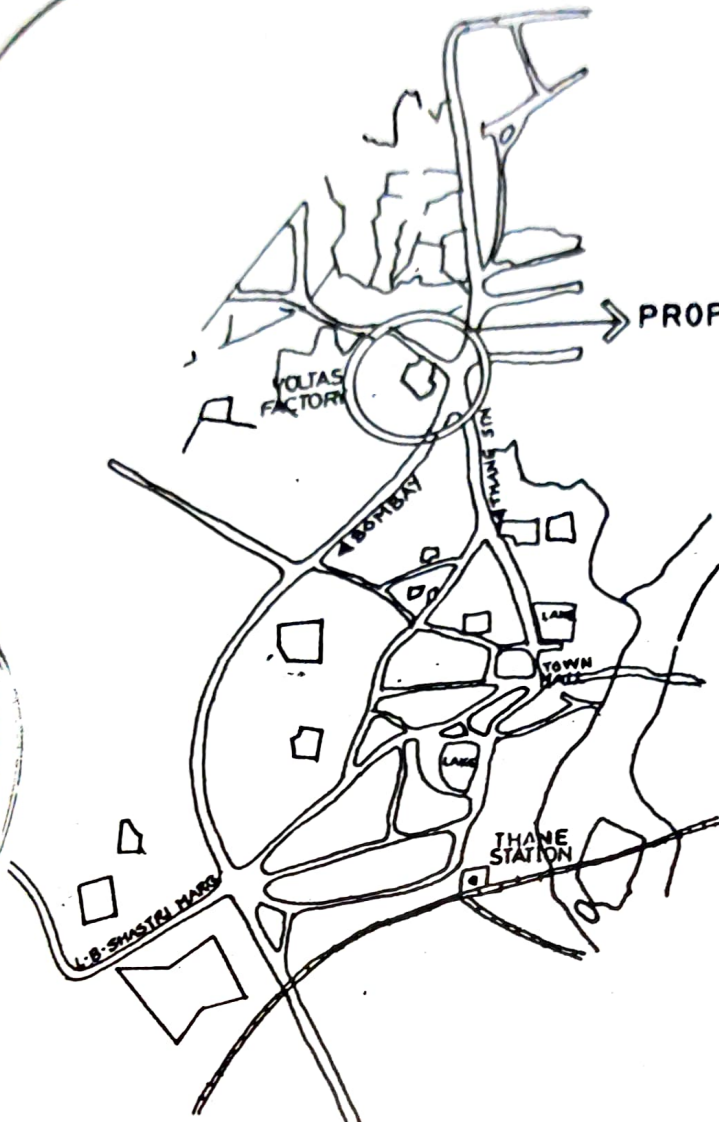 PROP
VOLTAS
FACTORY
THANE STN
BOMBAY
LAKE
TOWN
HALL
LAKE
THANE
STATION
L·B·SHASTRI MARG